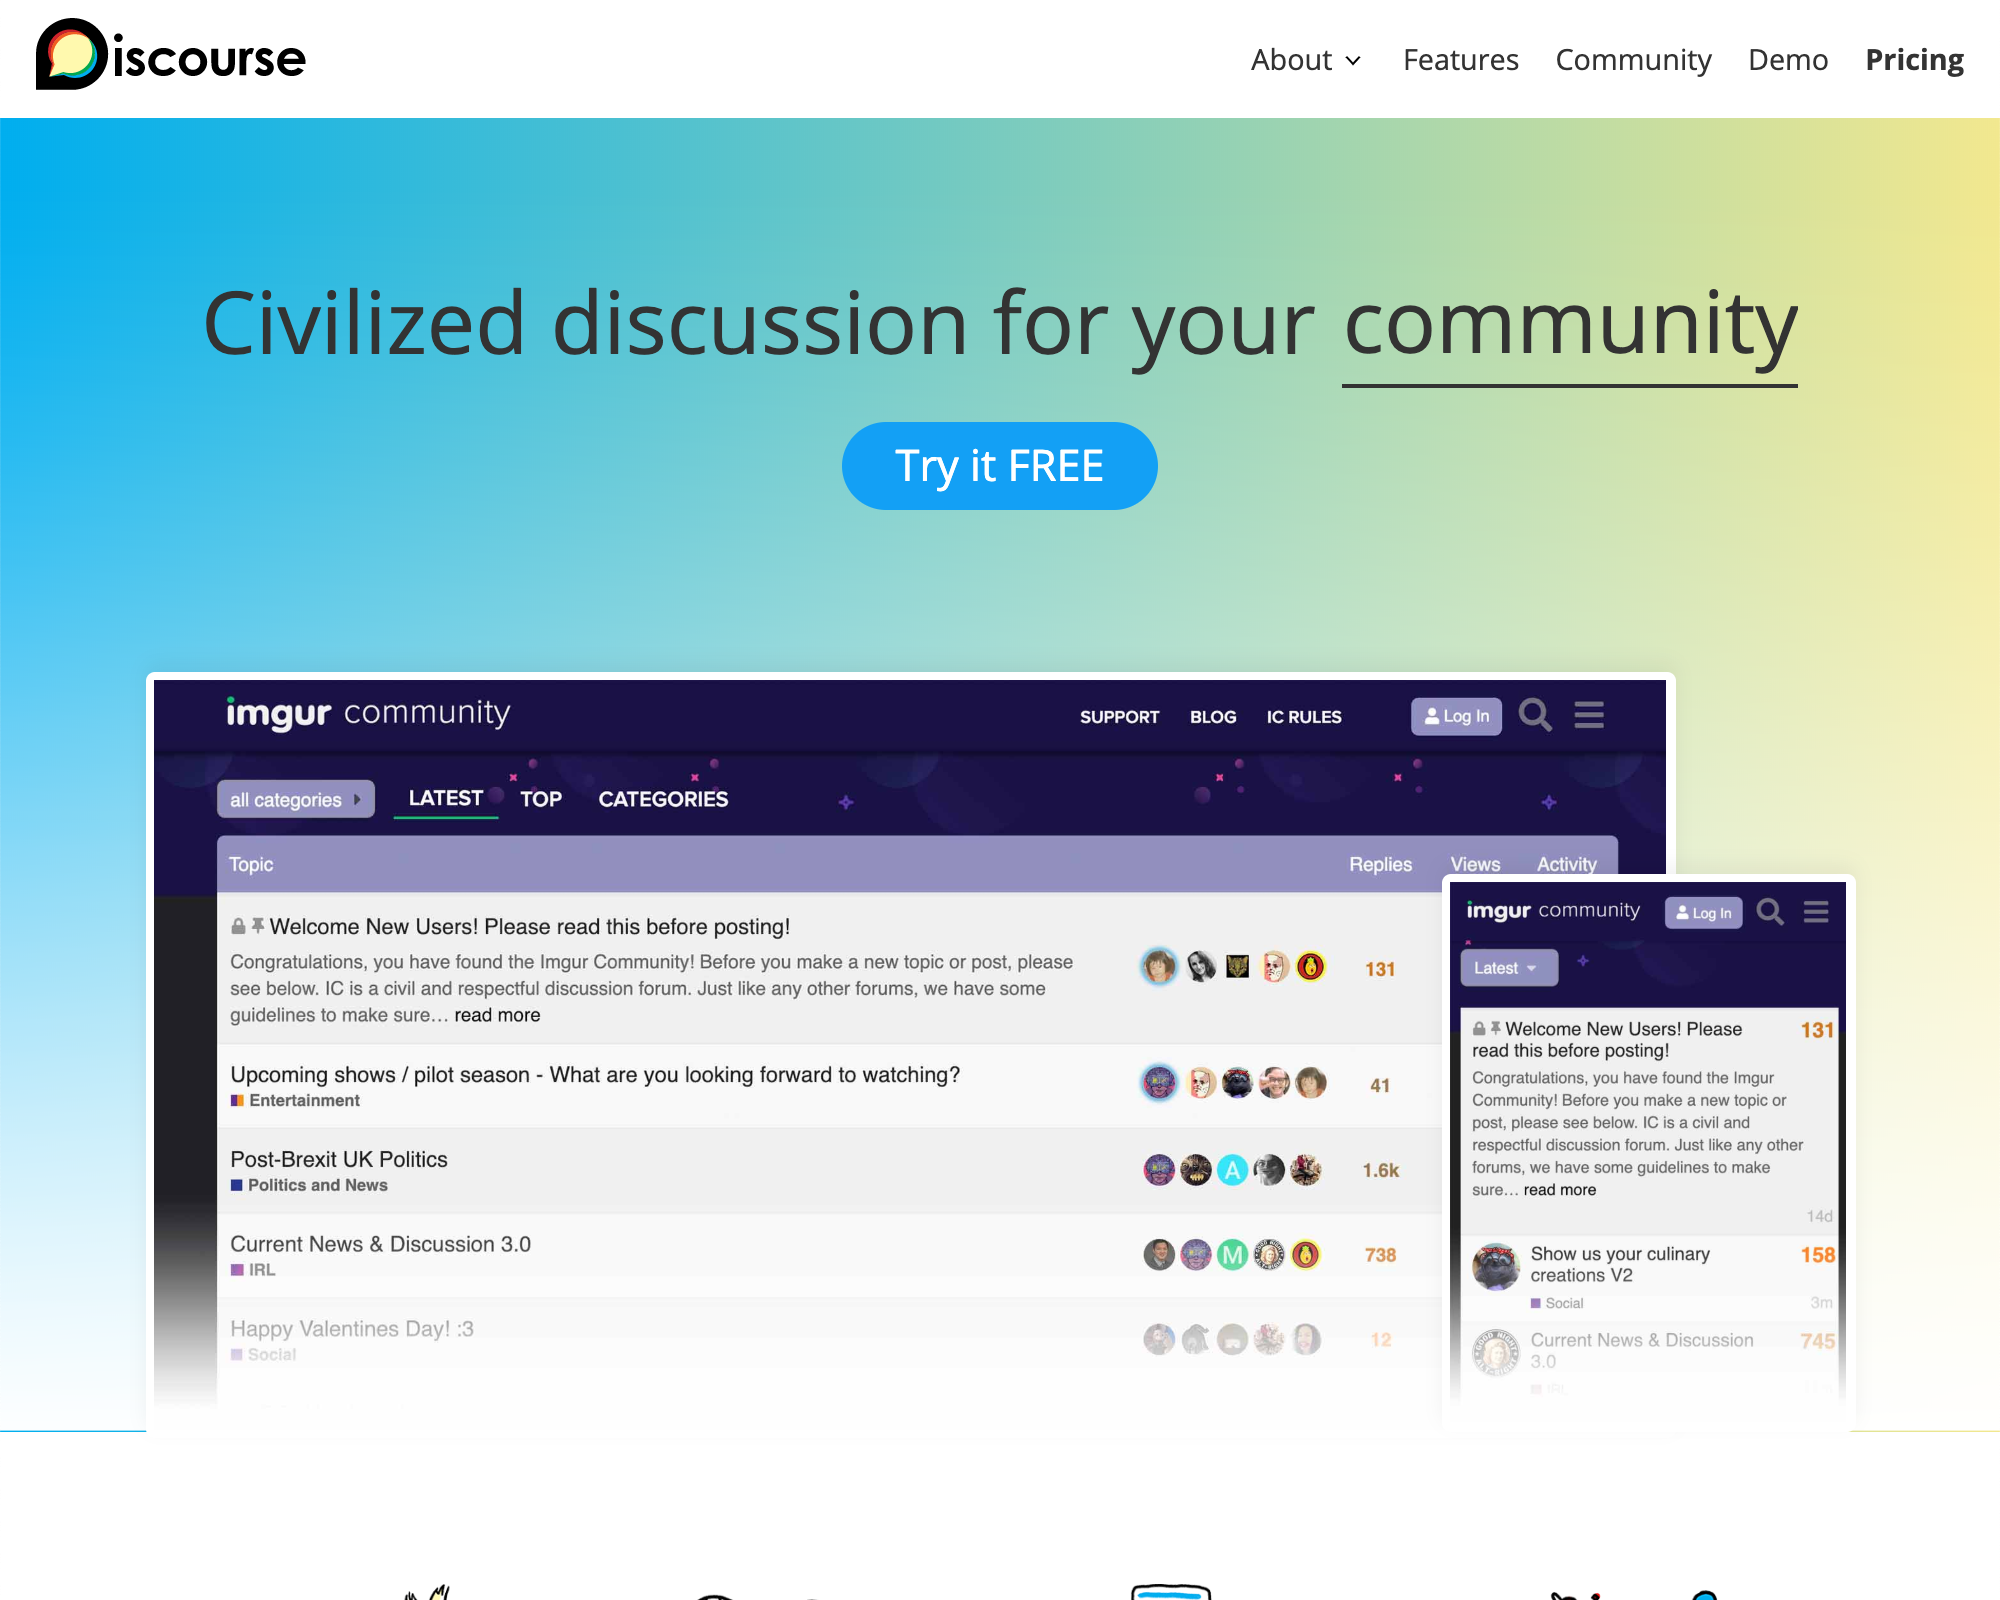 Discourse
About
Features
Community
Demo
Pricing
Civilized discussion for your community
Try it FREE
imgur community
SUPPORT
BLOG
IC RULES
Log In
all categories
LATEST
TOP
CATEGORIES
Topic
Replies
Views
Activity
Welcome New Users! Please read this before posting!
Congratulations, you have found the Imgur Community! Before you make a new topic or post, please
see below. IC is a civil and respectful discussion forum. Just like any other forums, we have some
guidelines to make sure… read more
131
Upcoming shows / pilot season - What are you looking forward to watching?
Entertainment
41
Post-Brexit UK Politics
Politics and News
A
1.6k
Current News & Discussion 3.0
IRL
M
738
Happy Valentines Day! :3
Social
12
imgur community
Log In
Latest
Welcome New Users! Please
read this before posting!
131
Congratulations, you have found the Imgur
Community! Before you make a new topic or
post, please see below. IC is a civil and
respectful discussion forum. Just like any other
forums, we have some guidelines to make
sure… read more
14d
Show us your culinary
creations V2
158
Social
3m
Current News & Discussion
3.0
745
IRL